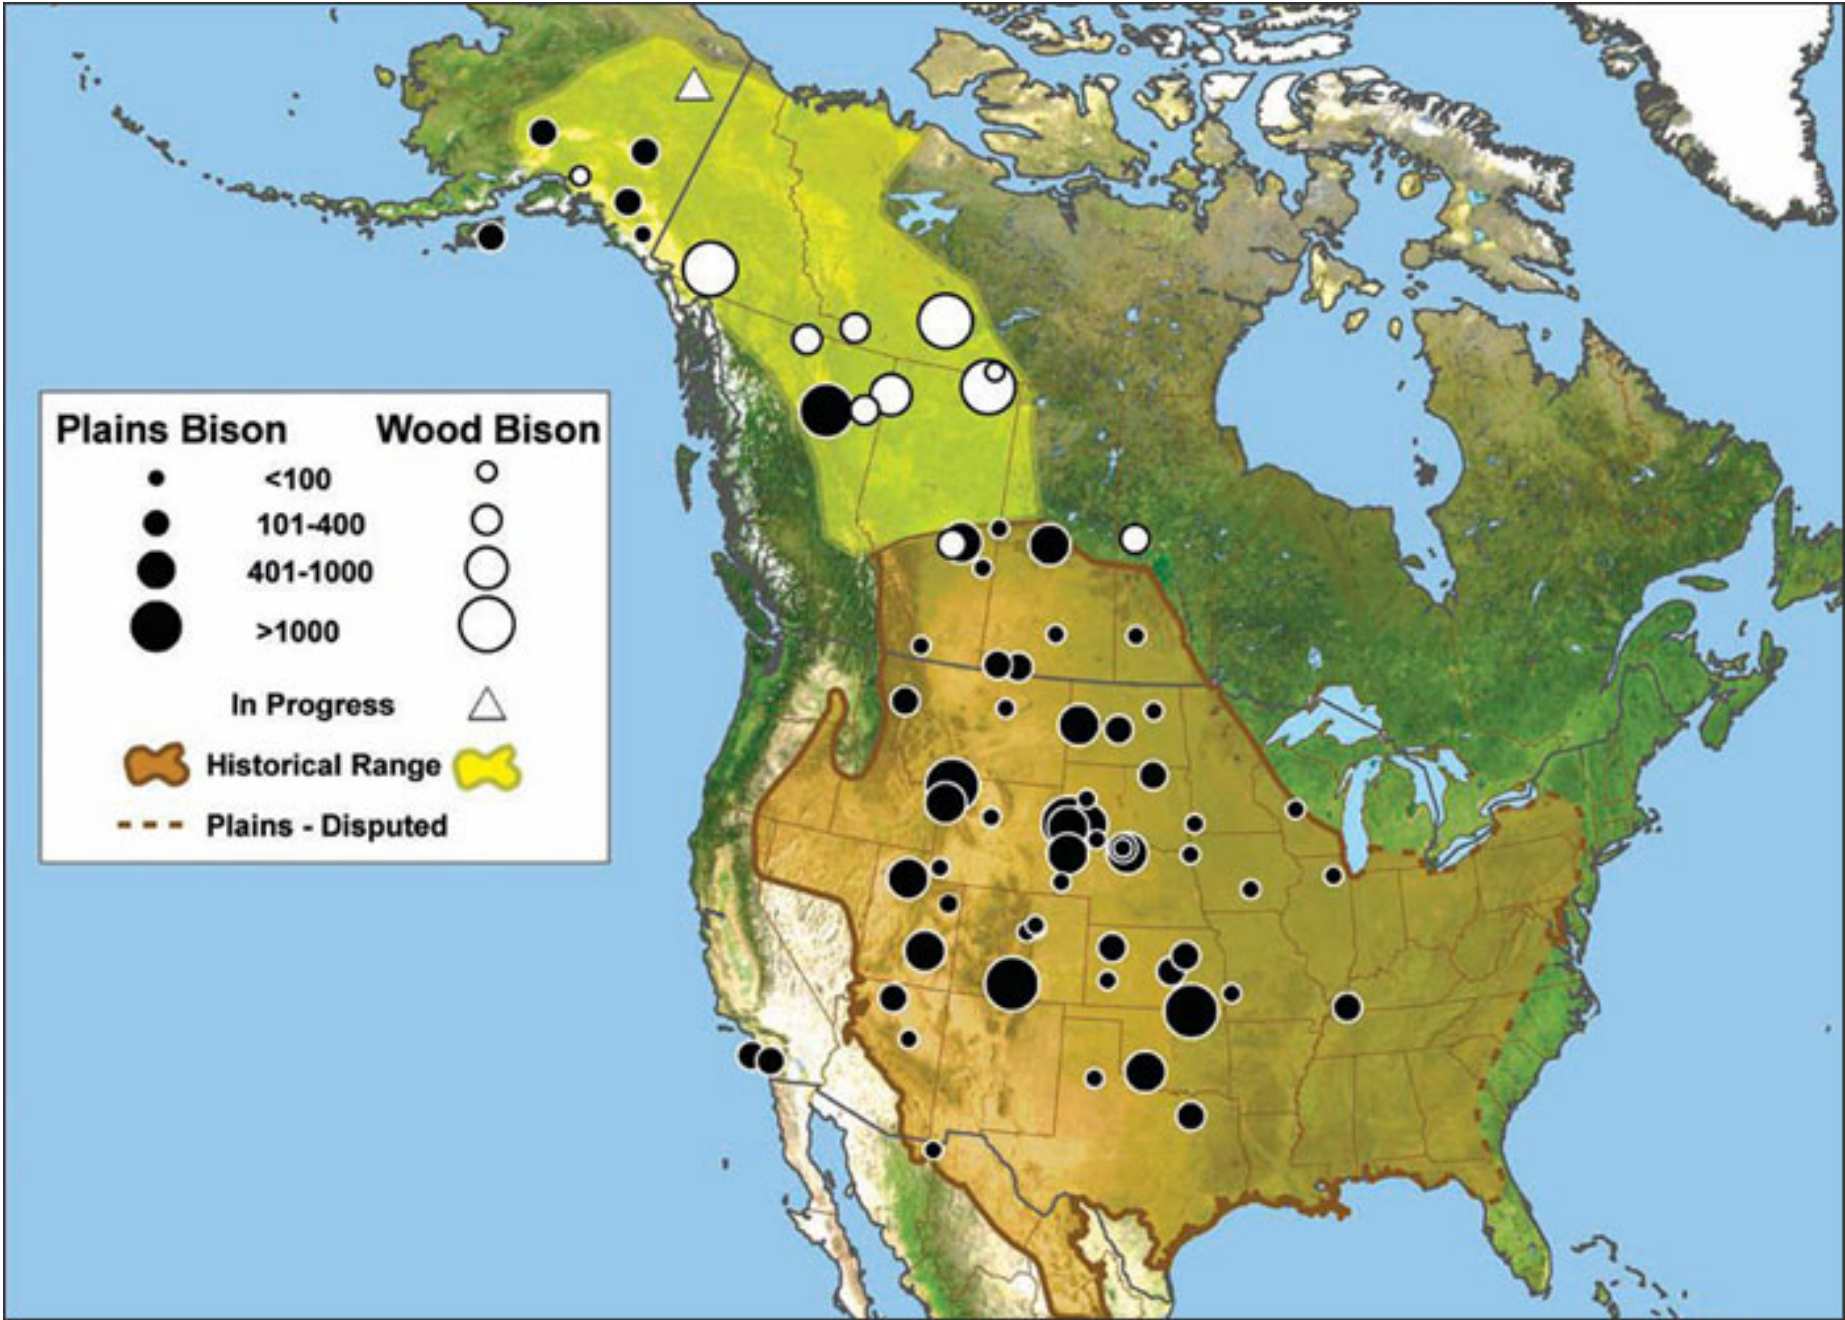 Plains Bison Wood Bison
<100
101-400
401-1000
>1000
In Progress
Historical Range
Plains - Disputed